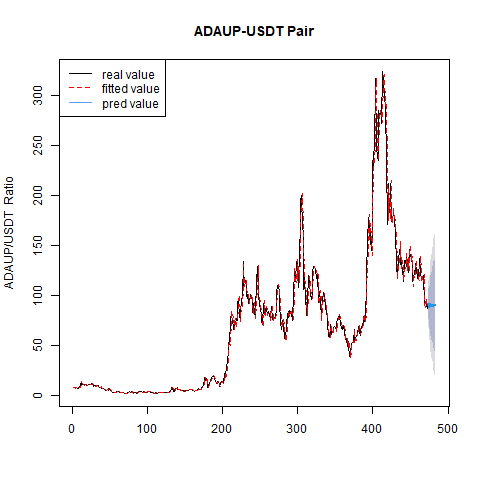 ADAUP-USDT Pair
real value
fitted value
pred value
ADAUP/USDT Ratio
300
250
200
150
100
50
0
0 100 200 300 400 500